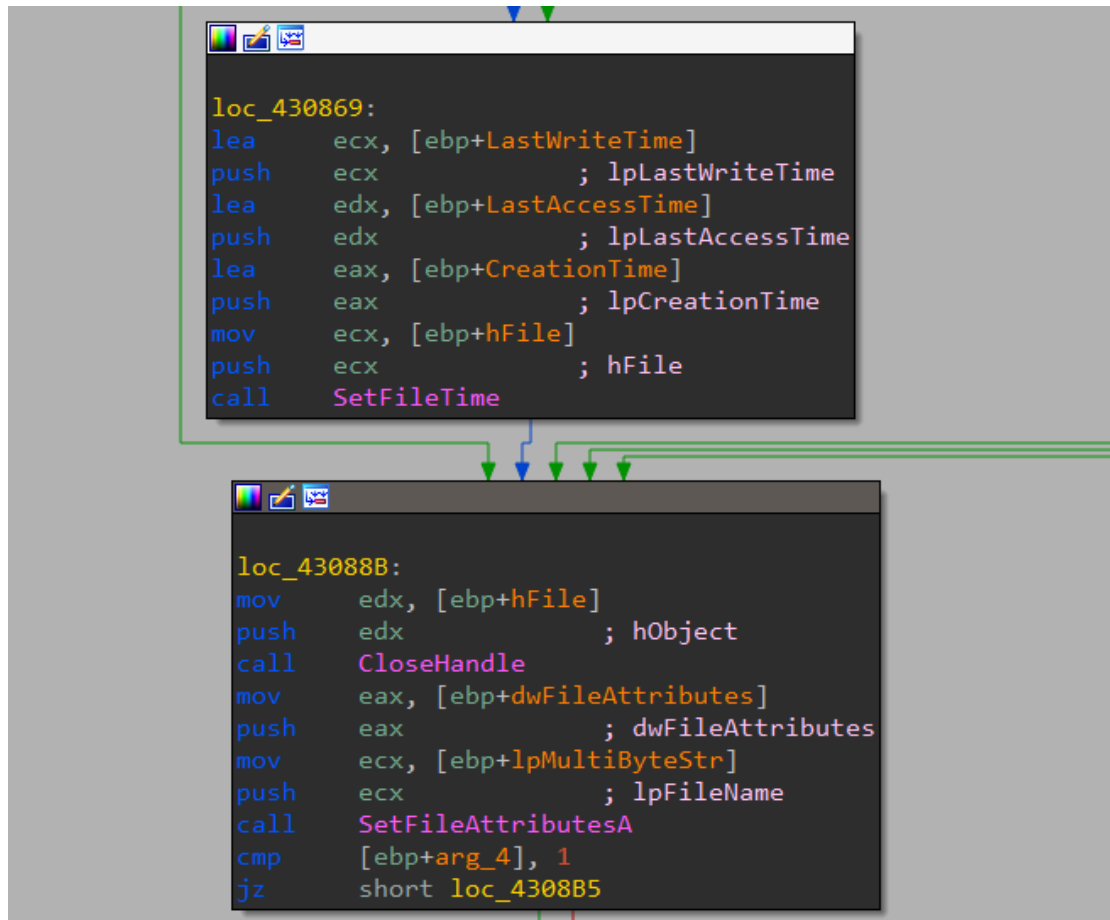 loc_430869:
lea ecx, [ebp+LastWriteTime]
push ecx ; lpLastWriteTime
lea edx, [ebp+LastAccessTime]
push edx ; lpLastAccessTime
lea eax, [ebp+CreationTime]
push eax ; lpCreationTime
mov ecx, [ebp+hFile]
push ecx ; hFile
call SetFileTime
loc_43088B:
mov edx, [ebp+hFile]
push edx ; hObject
call CloseHandle
mov eax, [ebp+dwFileAttributes]
push eax ; dwFileAttributes
mov ecx, [ebp+lpMultiByteStr]
push ecx ; lpFileName
call SetFileAttributesA
cmp [ebp+arg_4], 1
jz short loc_4308B5